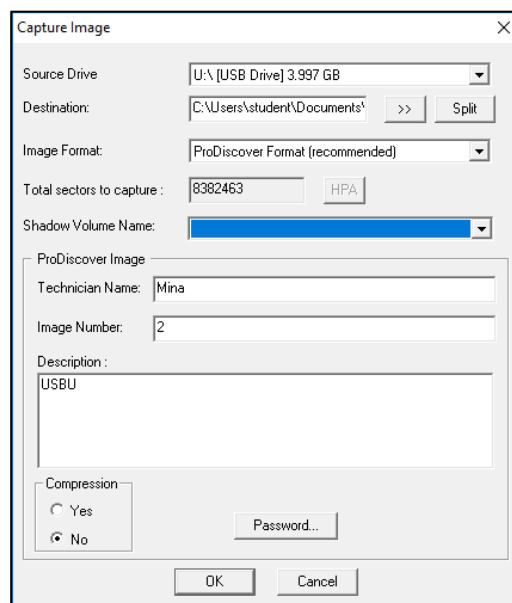 Capture Image
Source Drive U:\ [USB Drive] 3.997 GB
Destination: C:\Users\student\Documents\ >> Split
Image Format: ProDiscover Format (recommended)
Total sectors to capture : 8382463 HPA
Shadow Volume Name:
ProDiscover Image
Technician Name: Mina
Image Number: 2
Description :
USBU
Compression
Yes
No
Password...
OK Cancel